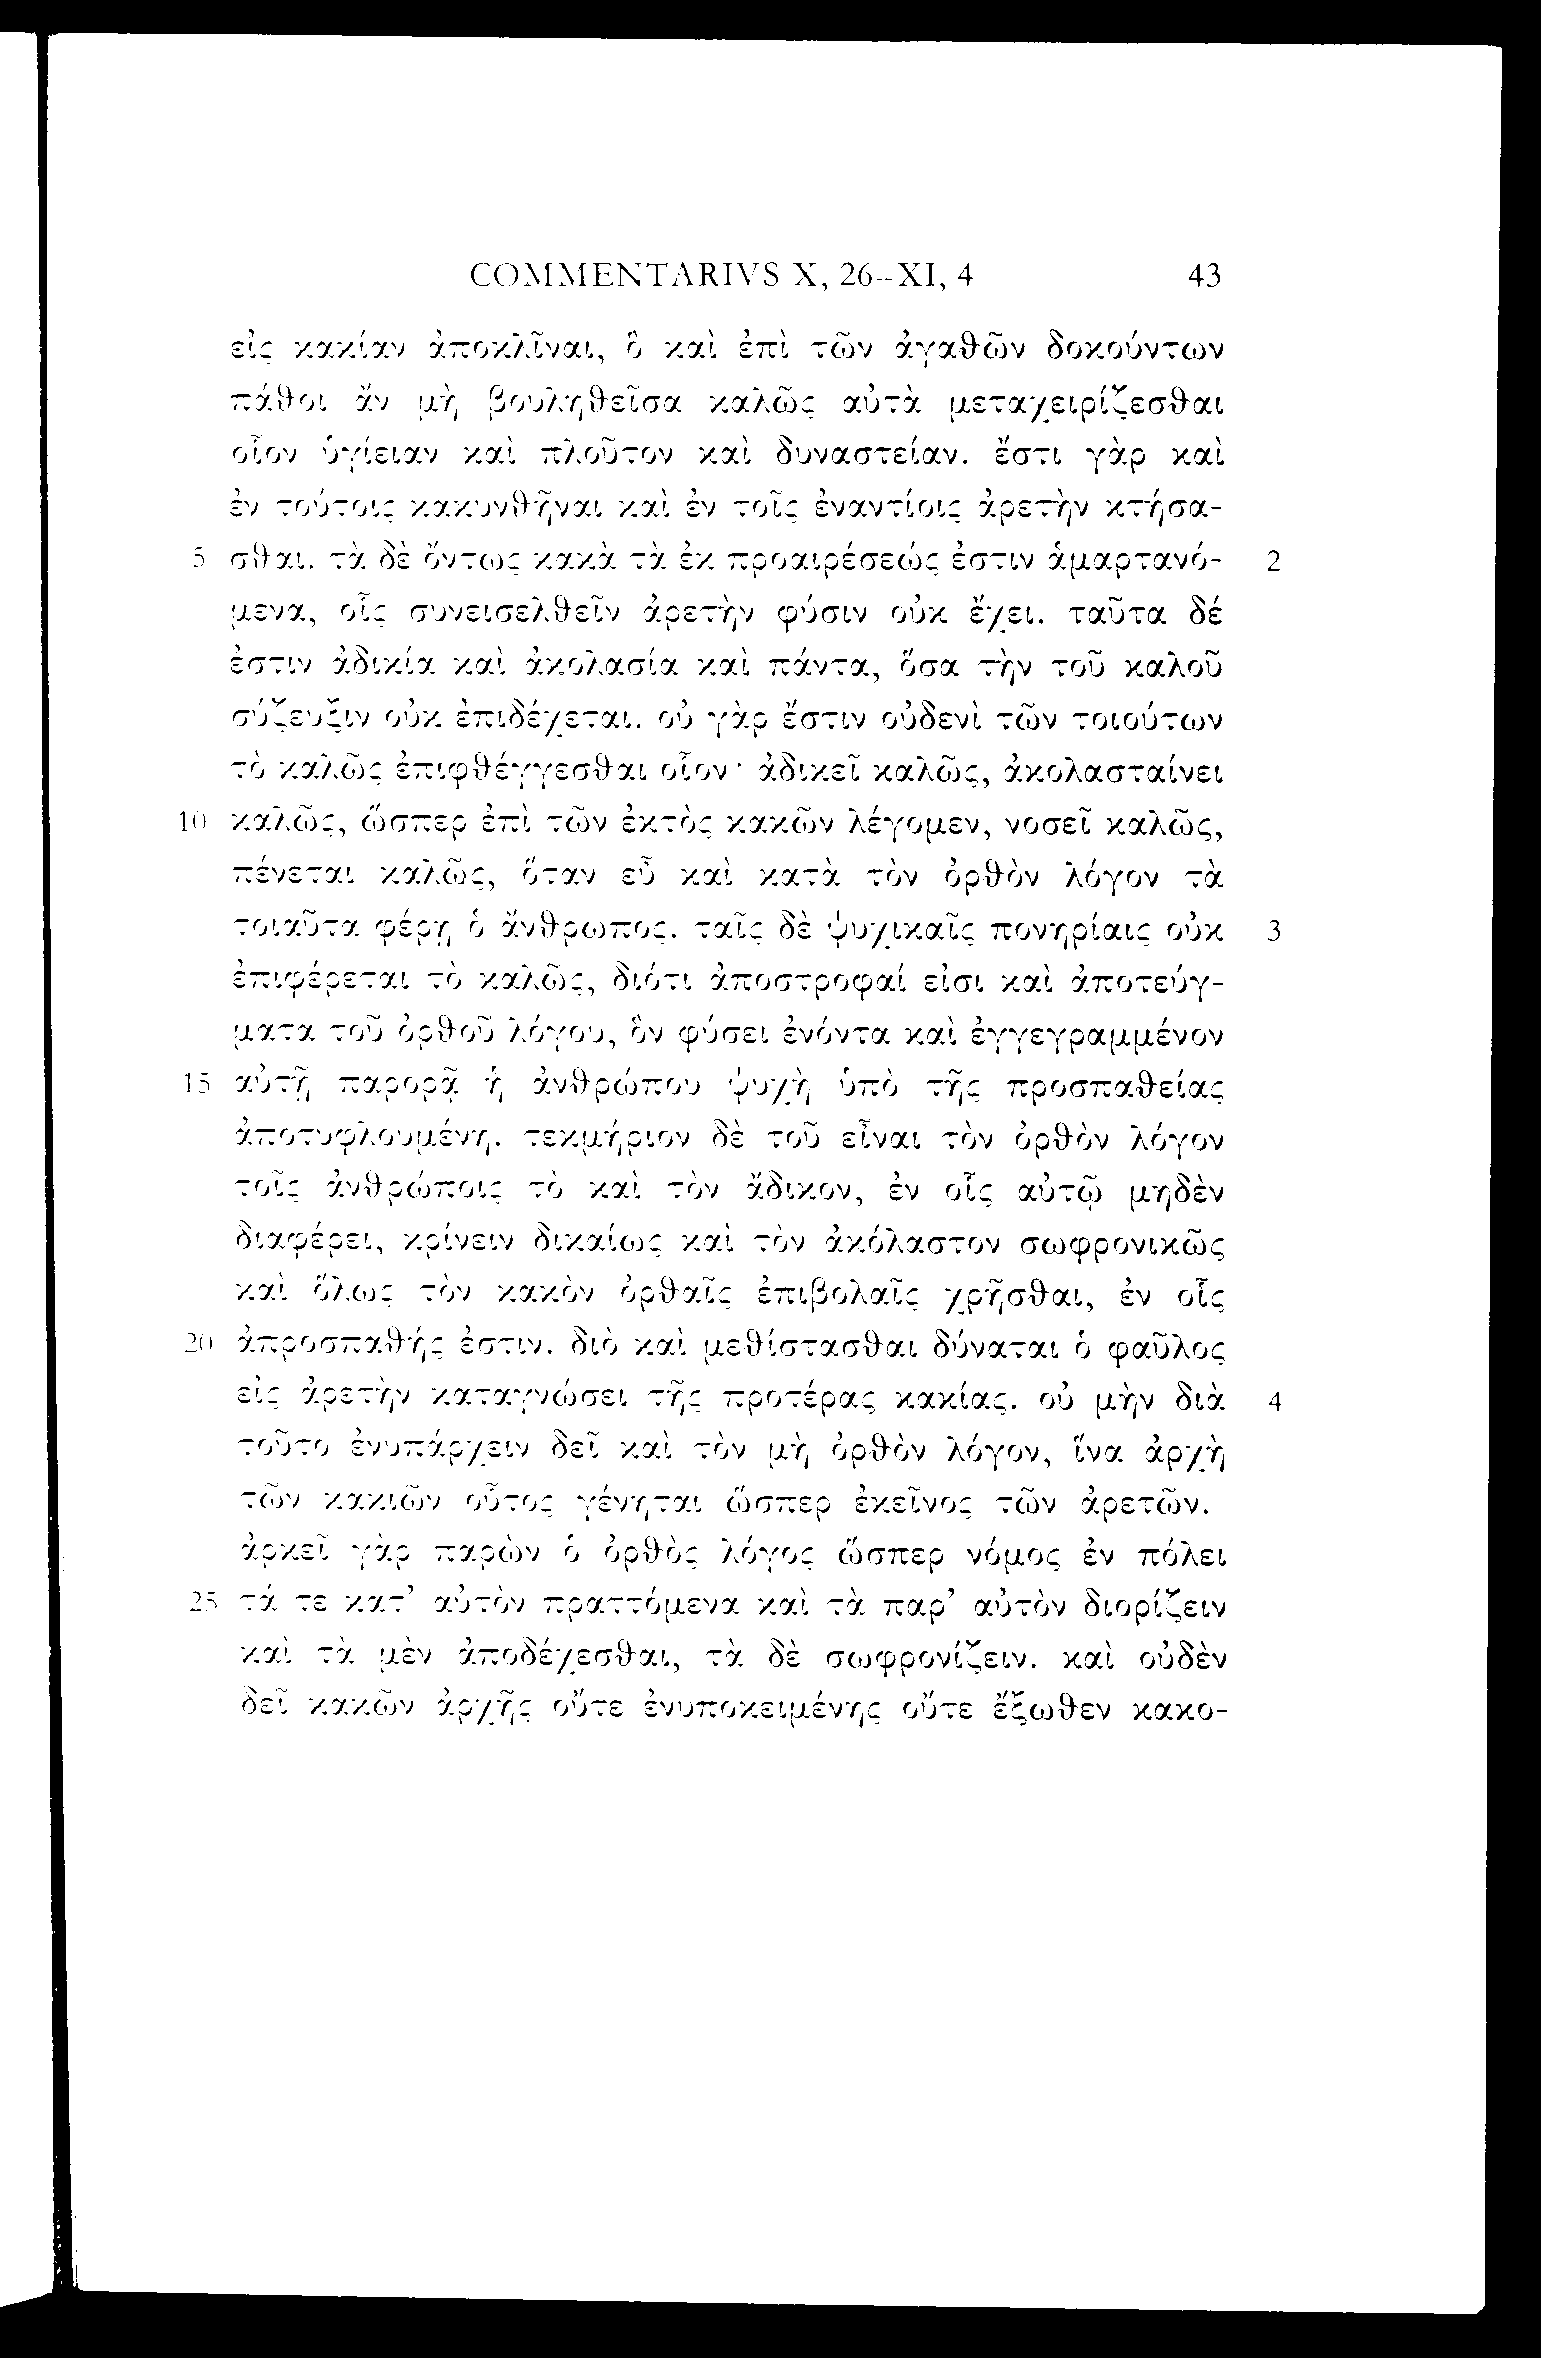 COMMENTARIVS X, 26–XI, 4 43
εἰς κακίαν ἀποκλῖναι, ὃ καὶ ἐπὶ τῶν ἀγαθῶν δοκούντων
πάθοι ἂν μὴ βουληθεῖσα καλῶς αὐτὰ μεταχειρίζεσθαι
οἷον ὑγίειαν καὶ πλοῦτον καὶ δυναστείαν. ἔστι γὰρ καὶ
ἐν τούτοις κακυνθῆναι καὶ ἐν τοῖς ἐναντίοις ἀρετὴν κτήσα-
5 σθαι. τὰ δὲ ὄντως κακὰ τὰ ἐκ προαιρέσεώς ἐστιν ἁμαρτανό- 2
μενα, οἷς συνεισελθεῖν ἀρετὴν φύσιν οὐκ ἔχει. ταῦτα δέ
ἐστιν ἀδικία καὶ ἀκολασία καὶ πάντα, ὅσα τὴν τοῦ καλοῦ
σύζευξιν οὐκ ἐπιδέχεται. οὐ γὰρ ἔστιν οὐδενὶ τῶν τοιούτων
τὸ καλῶς ἐπιφθέγγεσθαι οἷον· ἀδικεῖ καλῶς, ἀκολασταίνει
10 καλῶς, ὥσπερ ἐπὶ τῶν ἐκτὸς κακῶν λέγομεν, νοσεῖ καλῶς,
πένεται καλῶς, ὅταν εὖ καὶ κατὰ τὸν ὀρθὸν λόγον τὰ
τοιαῦτα φέρῃ ὁ ἄνθρωπος. ταῖς δὲ ψυχικαῖς πονηρίαις οὐκ 3
ἐπιφέρεται τὸ καλῶς, διότι ἀποστροφαί εἰσι καὶ ἀποτεύγ-
ματα τοῦ ὀρθοῦ λόγου, ὃν φύσει ἐνόντα καὶ ἐγγεγραμμένον
15 αὐτῇ παρορᾷ ἡ ἀνθρώπου ψυχὴ ὑπὸ τῆς προσπαθείας
ἀποτυφλουμένη. τεκμήριον δὲ τοῦ εἶναι τὸν ὀρθὸν λόγον
τοῖς ἀνθρώποις τὸ καὶ τὸν ἄδικον, ἐν οἷς αὐτῷ μηδὲν
διαφέρει, κρίνειν δικαίως καὶ τὸν ἀκόλαστον σωφρονικῶς
καὶ ὅλως τὸν κακὸν ὀρθαῖς ἐπιβολαῖς χρῆσθαι, ἐν οἷς
20 ἀπροσπαθής ἐστιν. διὸ καὶ μεθίστασθαι δύναται ὁ φαῦλος
εἰς ἀρετὴν καταγνώσει τῆς προτέρας κακίας. οὐ μὴν διὰ 4
τοῦτο ἐνυπάρχειν δεῖ καὶ τὸν μὴ ὀρθὸν λόγον, ἵνα ἀρχὴ
τῶν κακιῶν οὗτος γένηται ὥσπερ ἐκεῖνος τῶν ἀρετῶν.
ἀρκεῖ γὰρ παρὼν ὁ ὀρθὸς λόγος ὥσπερ νόμος ἐν πόλει
25 τά τε κατ’ αὐτὸν πραττόμενα καὶ τὰ παρ’ αὐτὸν διορίζειν
καὶ τὰ μὲν ἀποδέχεσθαι, τὰ δὲ σωφρονίζειν. καὶ οὐδὲν
δεῖ κακῶν ἀρχῆς οὔτε ἐνυποκειμένης οὔτε ἔξωθεν κακο-